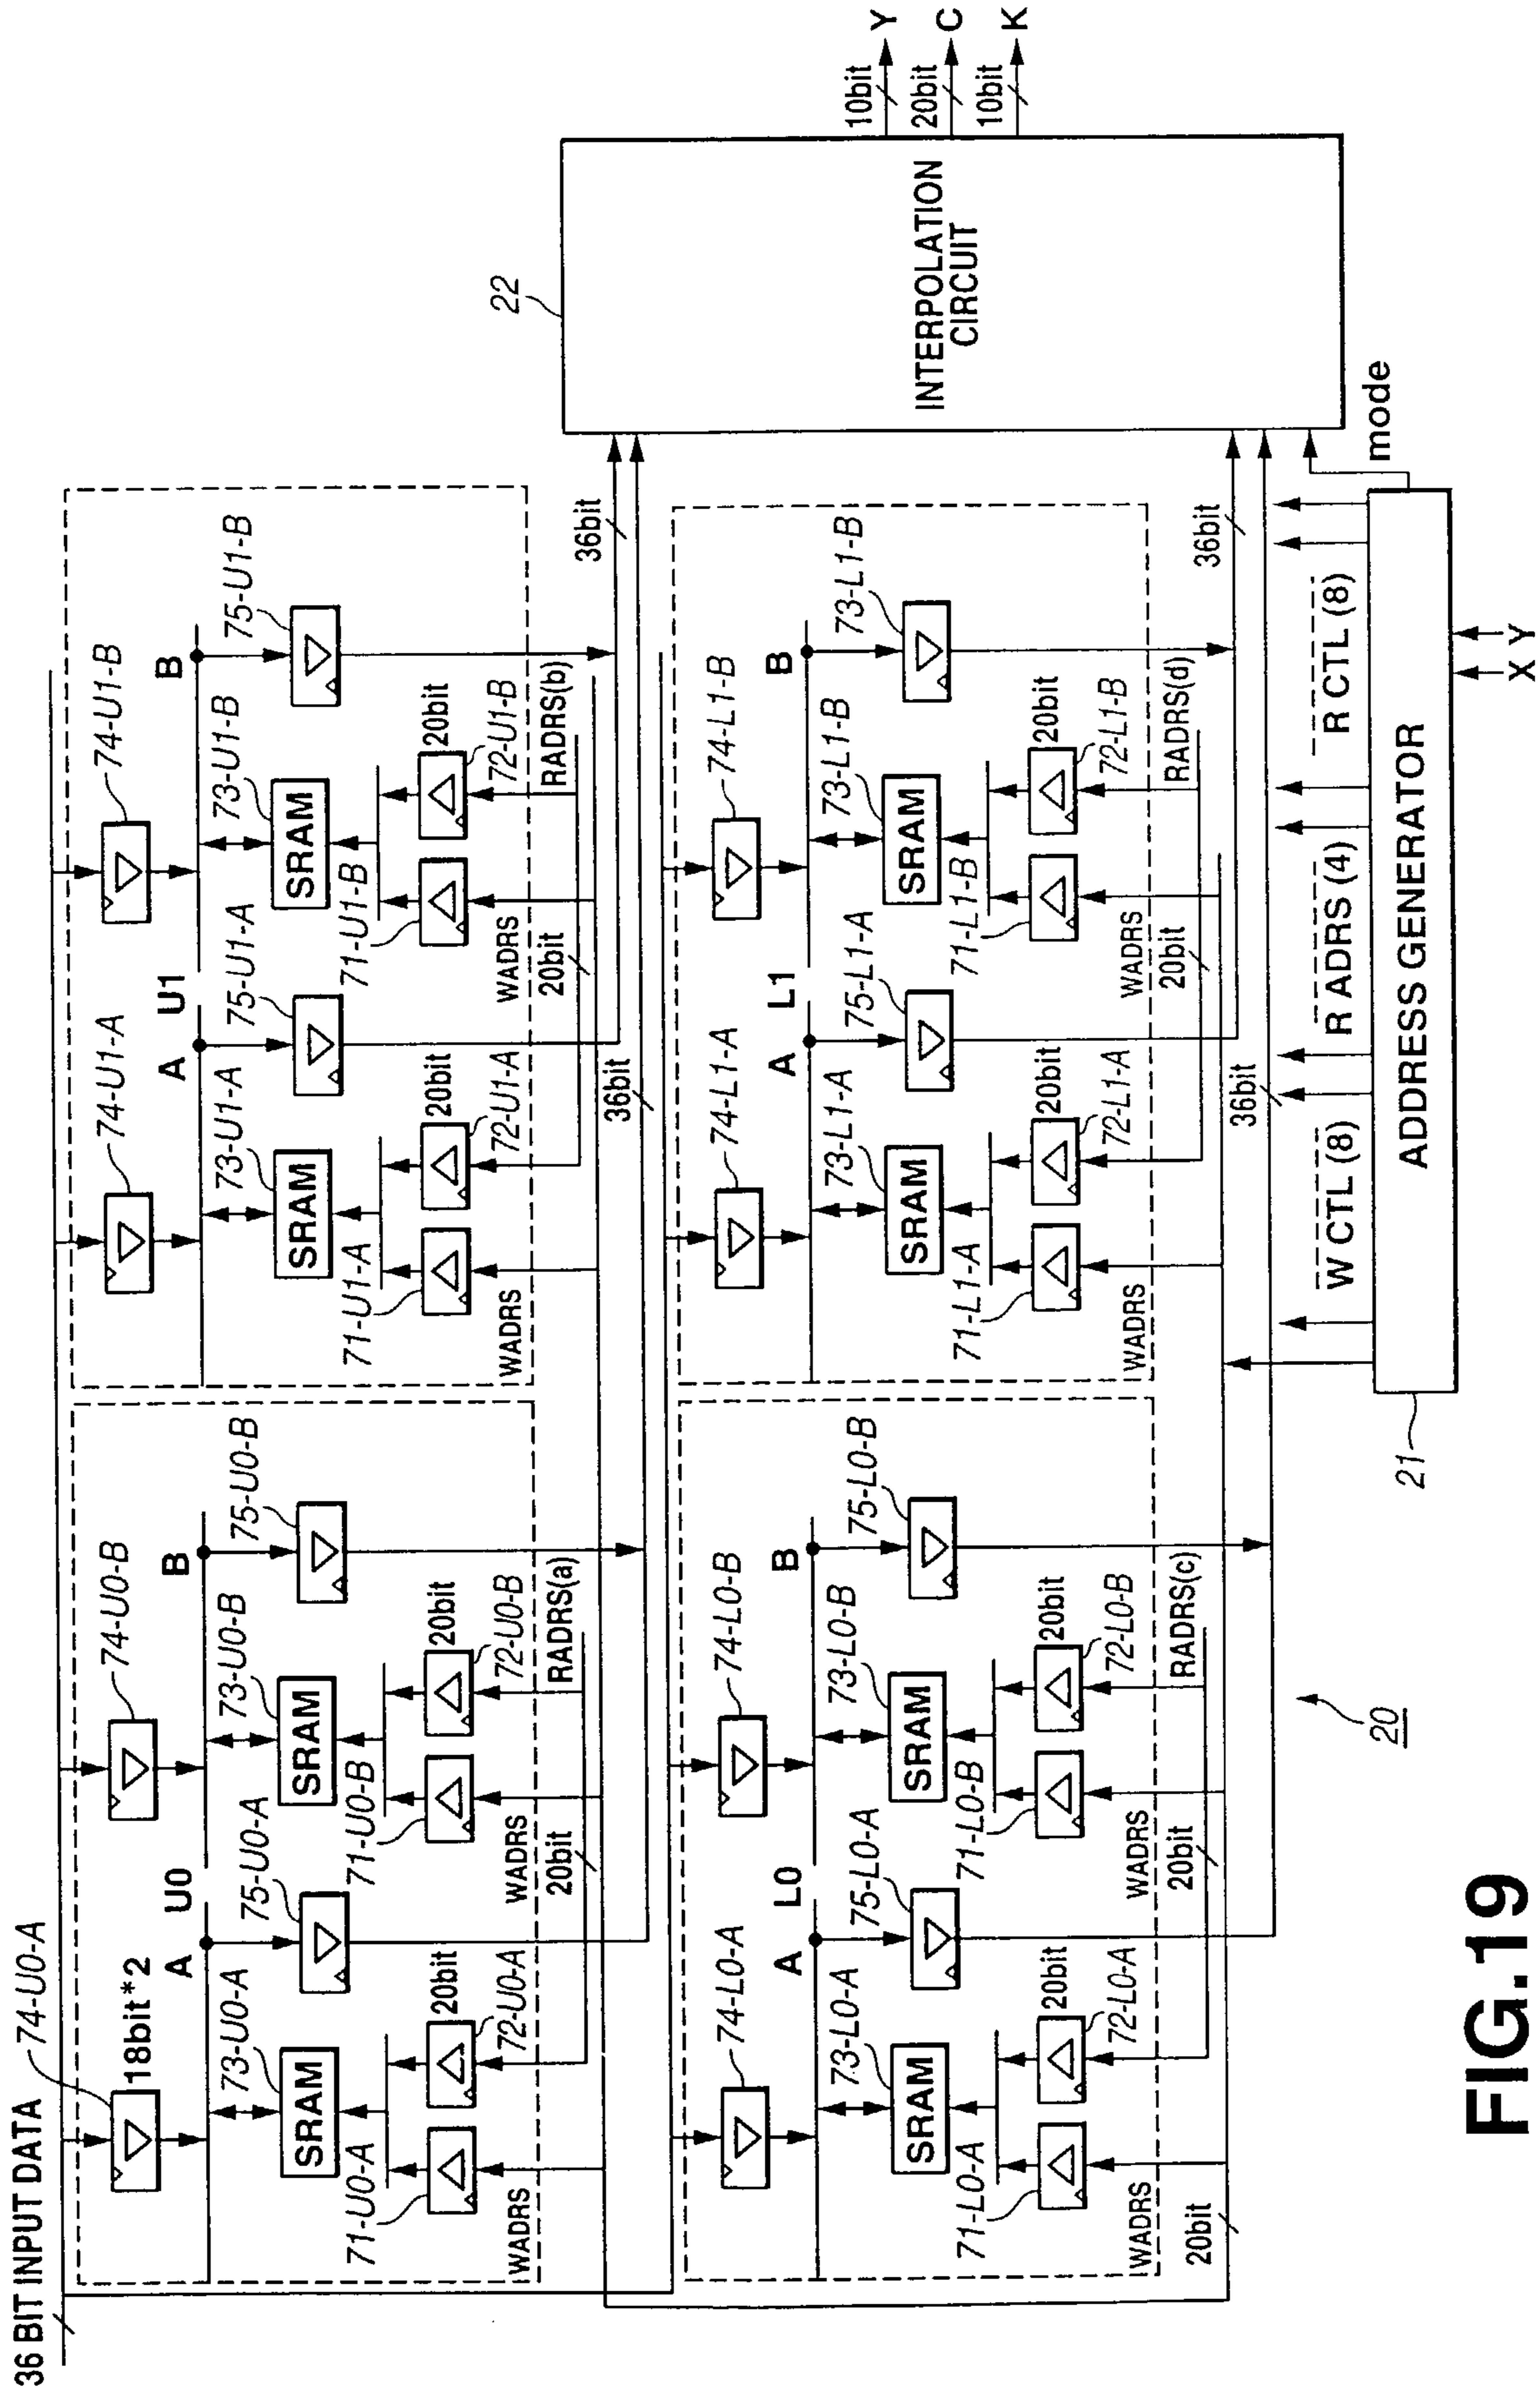 36 BIT INPUT DATA
74-U0-A
18bit*2
73-U0-A
SRAM
71-U0-A
WADRS
20bit
72-U0-A
A
U0
75-U0-A
74-U0-B
73-U0-B
SRAM
71-U0-B
WADRS
20bit
20bit
72-U0-B
RADRS(a)
B
75-U0-B
74-U1-A
73-U1-A
SRAM
71-U1-A
WADRS
20bit
72-U1-A
A
U1
75-U1-A
36bit
74-U1-B
73-U1-B
SRAM
71-U1-B
WADRS
20bit
20bit
72-U1-B
RADRS(b)
B
75-U1-B
36bit
74-L0-A
73-L0-A
SRAM
71-L0-A
WADRS
20bit
20bit
72-L0-A
A
L0
75-L0-A
74-L0-B
73-L0-B
SRAM
71-L0-B
WADRS
20bit
20bit
72-L0-B
RADRS(c)
B
75-L0-B
74-L1-A
73-L1-A
SRAM
71-L1-A
WADRS
20bit
72-L1-A
A
L1
75-L1-A
36bit
74-L1-B
73-L1-B
SRAM
71-L1-B
WADRS
20bit
20bit
72-L1-B
RADRS(d)
B
73-L1-B
36bit
22
INTERPOLATION
CIRCUIT
10bit
Y
20bit
C
10bit
K
mode
W CTL (8)
R ADRS (4)
R CTL (8)
21
ADDRESS GENERATOR
X Y
20
FIG.19